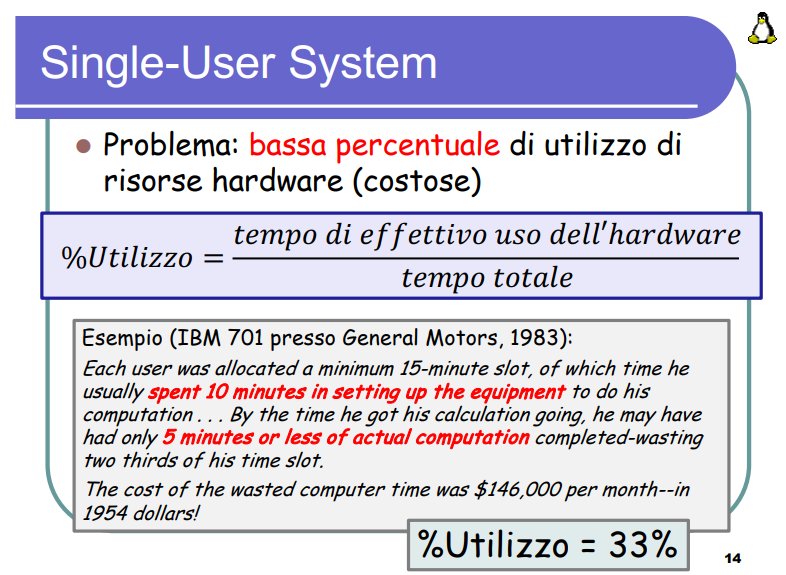 Single-User System
Problema: bassa percentuale di utilizzo di
risorse hardware (costose)
%Utilizzo = tempo di effettivo uso dell'hardware / tempo totale
Esempio (IBM 701 presso General Motors, 1983):
Each user was allocated a minimum 15-minute slot, of which time he
usually spent 10 minutes in setting up the equipment to do his
computation . . . By the time he got his calculation going, he may have
had only 5 minutes or less of actual computation completed-wasting
two thirds of his time slot.
The cost of the wasted computer time was $146,000 per month--in
1954 dollars!
%Utilizzo = 33%
14